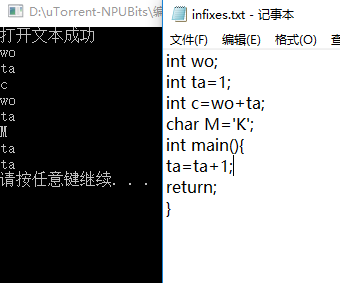 D:\uTorrent-NPUBits\编
打开文本成功
wo
ta
c
wo
ta
M
ta
ta
请按任意键继续. . .
infixes.txt - 记事本
文件(F) 编辑(E) 格式(O) 查
int wo;
int ta=1;
int c=wo+ta;
char M='K';
int main(){
ta=ta+1;
return;
}